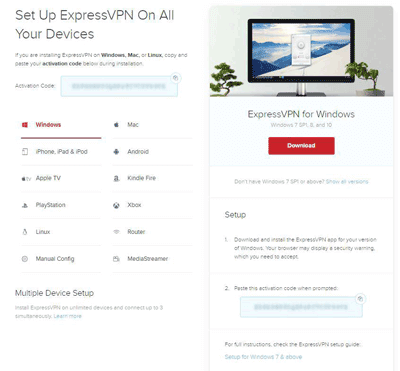 Set Up ExpressVPN On All
Your Devices
If you are installing ExpressVPN on Windows, Mac, or Linux, copy and
paste your activation code below during installation.
Activation Code:
Windows
Mac
iPhone, iPad & iPod
Android
Apple TV
Kindle Fire
PlayStation
Xbox
Linux
Router
Manual Config
MediaStreamer
Multiple Device Setup
Install ExpressVPN on unlimited devices and connect up to 5
simultaneously. Learn more
ExpressVPN for Windows
Windows 7 SP1, 8, and 10
Download
Don't have Windows 7 SP1 or above? Show all versions
Setup
1. Download and install the ExpressVPN app for your version
of Windows. Your browser may display a security warning,
which you need to accept.
2. Paste this activation code when prompted:
For full instructions, check the ExpressVPN setup guide:
Setup for Windows 7 & above